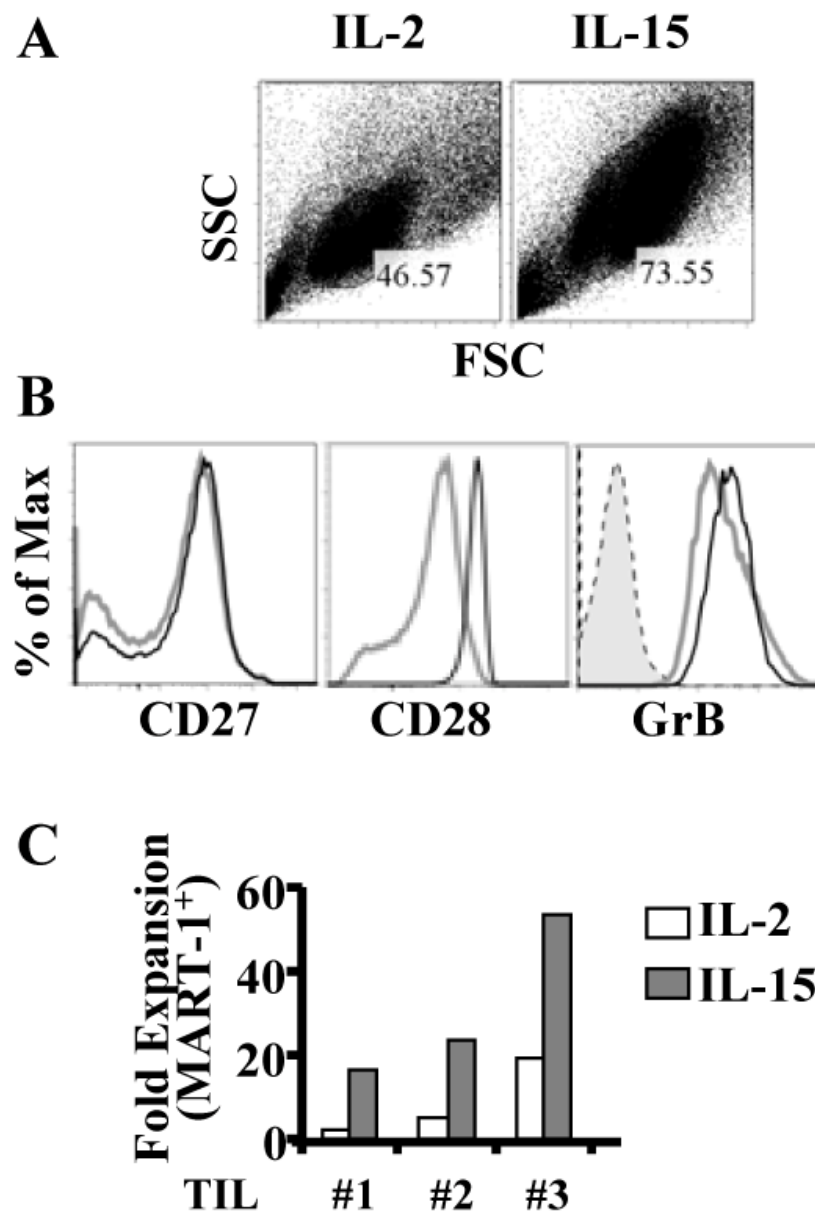 A
IL-2 IL-15
SSC
46.57
73.55
FSC
B
% of Max
CD27 CD28 GrB
C
Fold Expansion
(MART-1⁺)
60
40
20
0
IL-2
IL-15
TIL #1 #2 #3